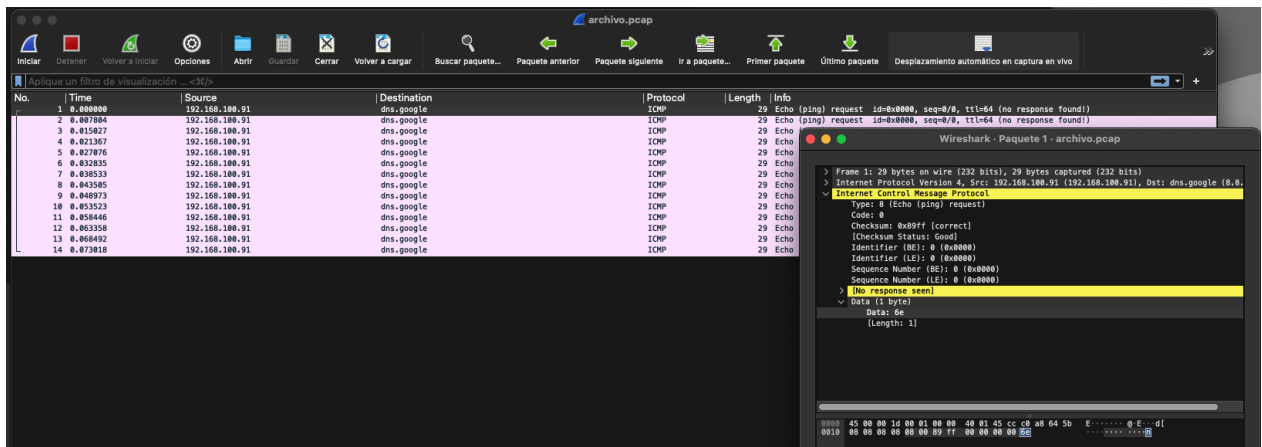 archivo.pcap
Iniciar Detener Volver a iniciar Opciones Abrir Guardar Cerrar Volver a cargar Buscar paquete... Paquete anterior Paquete siguiente Ir a paquete... Primer paquete Último paquete Desplazamiento automático en captura en vivo
Aplique un filtro de visualización ... <⌘/>
No. Time Source Destination Protocol Length Info
1 0.000000 192.168.100.91 dns.google ICMP 29 Echo (ping) request id=0x0000, seq=0/0, ttl=64 (no response found!)
2 0.007804 192.168.100.91 dns.google ICMP 29 Echo (ping) request id=0x0000, seq=0/0, ttl=64 (no response found!)
3 0.015027 192.168.100.91 dns.google ICMP 29 Echo
4 0.021367 192.168.100.91 dns.google ICMP 29 Echo
5 0.027076 192.168.100.91 dns.google ICMP 29 Echo
6 0.032835 192.168.100.91 dns.google ICMP 29 Echo
7 0.038533 192.168.100.91 dns.google ICMP 29 Echo
8 0.043505 192.168.100.91 dns.google ICMP 29 Echo
9 0.048973 192.168.100.91 dns.google ICMP 29 Echo
10 0.053523 192.168.100.91 dns.google ICMP 29 Echo
11 0.058446 192.168.100.91 dns.google ICMP 29 Echo
12 0.063358 192.168.100.91 dns.google ICMP 29 Echo
13 0.068492 192.168.100.91 dns.google ICMP 29 Echo
14 0.073018 192.168.100.91 dns.google ICMP 29 Echo
Wireshark · Paquete 1 · archivo.pcap
Frame 1: 29 bytes on wire (232 bits), 29 bytes captured (232 bits)
Internet Protocol Version 4, Src: 192.168.100.91 (192.168.100.91), Dst: dns.google (8.8.
Internet Control Message Protocol
Type: 8 (Echo (ping) request)
Code: 0
Checksum: 0x89ff [correct]
[Checksum Status: Good]
Identifier (BE): 0 (0x0000)
Identifier (LE): 0 (0x0000)
Sequence Number (BE): 0 (0x0000)
Sequence Number (LE): 0 (0x0000)
[No response seen]
Data (1 byte)
Data: 6e
[Length: 1]
0000 45 00 00 1d 00 01 00 00 40 01 45 cc c0 a8 64 5b E······· @·E···d[
0010 08 08 08 08 08 00 89 ff 00 00 00 00 6e ········ ····n